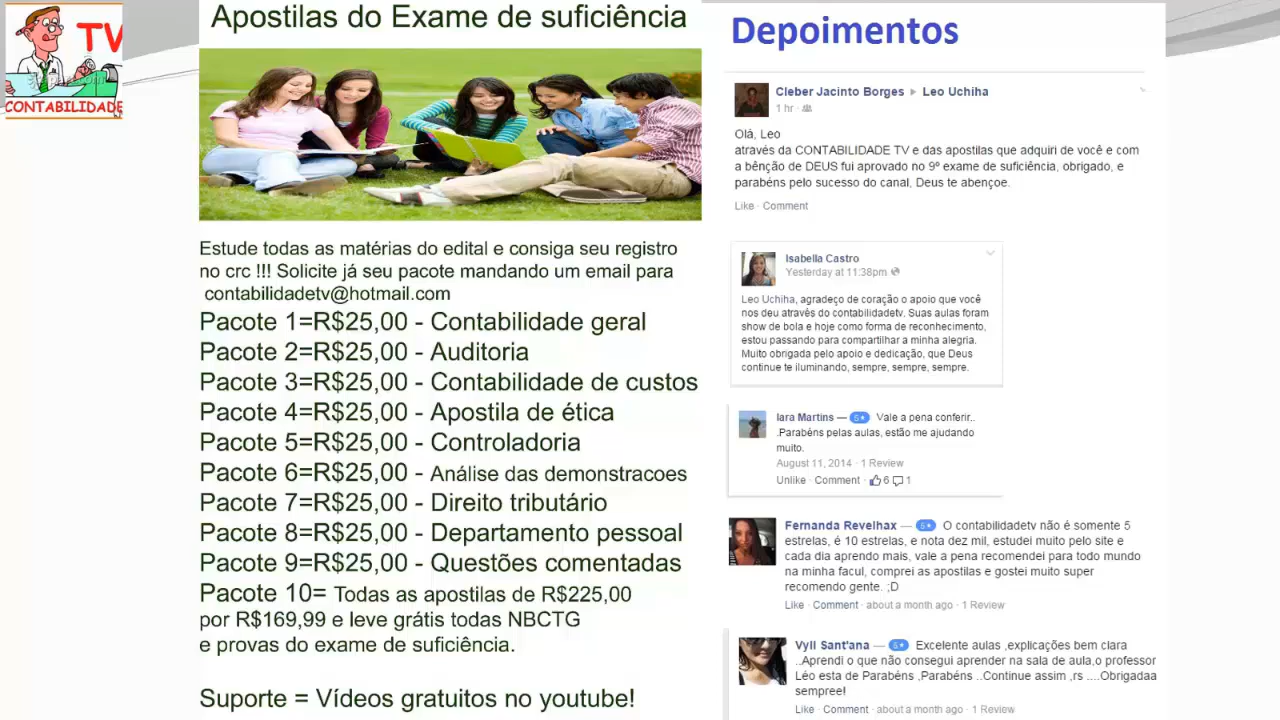 TV
CONTABILIDADE
Apostilas do Exame de suficiência
Estude todas as matérias do edital e consiga seu registro
no crc !!! Solicite já seu pacote mandando um email para
contabilidadetv@hotmail.com
Pacote 1=R$25,00 - Contabilidade geral
Pacote 2=R$25,00 - Auditoria
Pacote 3=R$25,00 - Contabilidade de custos
Pacote 4=R$25,00 - Apostila de ética
Pacote 5=R$25,00 - Controladoria
Pacote 6=R$25,00 - Análise das demonstracoes
Pacote 7=R$25,00 - Direito tributário
Pacote 8=R$25,00 - Departamento pessoal
Pacote 9=R$25,00 - Questões comentadas
Pacote 10= Todas as apostilas de R$225,00
por R$169,99 e leve grátis todas NBCTG
e provas do exame de suficiência.
Suporte = Vídeos gratuitos no youtube!
Depoimentos
Cleber Jacinto Borges Leo Uchiha
1 hr ·
Olá, Leo
através da CONTABILIDADE TV e das apostilas que adquiri de você e com
a bênção de DEUS fui aprovado no 9º exame de suficiência, obrigado, e
parabéns pelo sucesso do canal, Deus te abençoe.
Like · Comment
Isabella Castro
Yesterday at 11:38pm
Leo Uchiha, agradeço de coração o apoio que você
nos deu através do contabilidadetv. Suas aulas foram
show de bola e hoje como forma de reconhecimento,
estou passando para compartilhar a minha alegria.
Muito obrigada pelo apoio e dedicação, que Deus
continue te iluminando, sempre, sempre, sempre.
Iara Martins — 5★ Vale a pena conferir..
.Parabéns pelas aulas, estão me ajudando
muito.
August 11, 2014 · 1 Review
Unlike · Comment · 6 1
Fernanda Revelhax — 5★ O contabilidadetv não é somente 5
estrelas, é 10 estrelas, e nota dez mil, estudei muito pelo site e
cada dia aprendo mais, vale a pena recomendei para todo mundo
na minha facul, comprei as apostilas e gostei muito super
recomendo gente. ;D
Like · Comment · about a month ago · 1 Review
Vyll Sant'ana — 5★ Excelente aulas ,explicações bem clara
..Aprendi o que não consegui aprender na sala de aula,o professor
Léo esta de Parabéns ,Parabéns ..Continue assim ,rs ....Obrigadaa
sempree!
Like · Comment · about a month ago · 1 Review